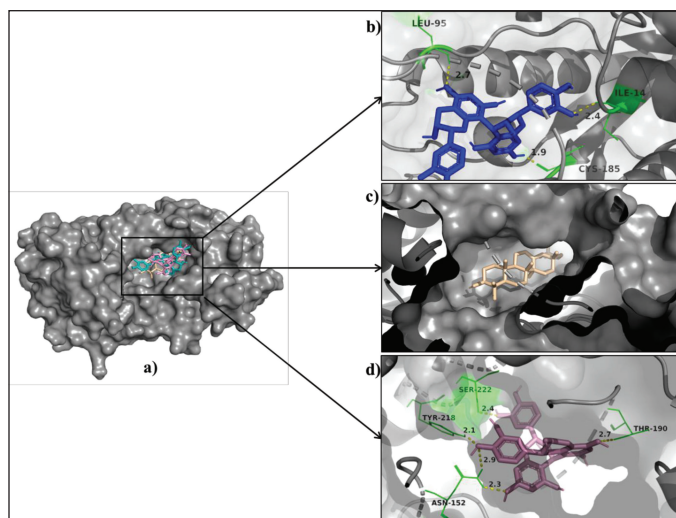 a)
b)
LEU-95
2.7
ILE-14
2.4
1.9
CYS-185
c)
d)
SER-222
2.4
TYR-218
2.1
THR-190
2.7
2.9
ASN-152
2.3